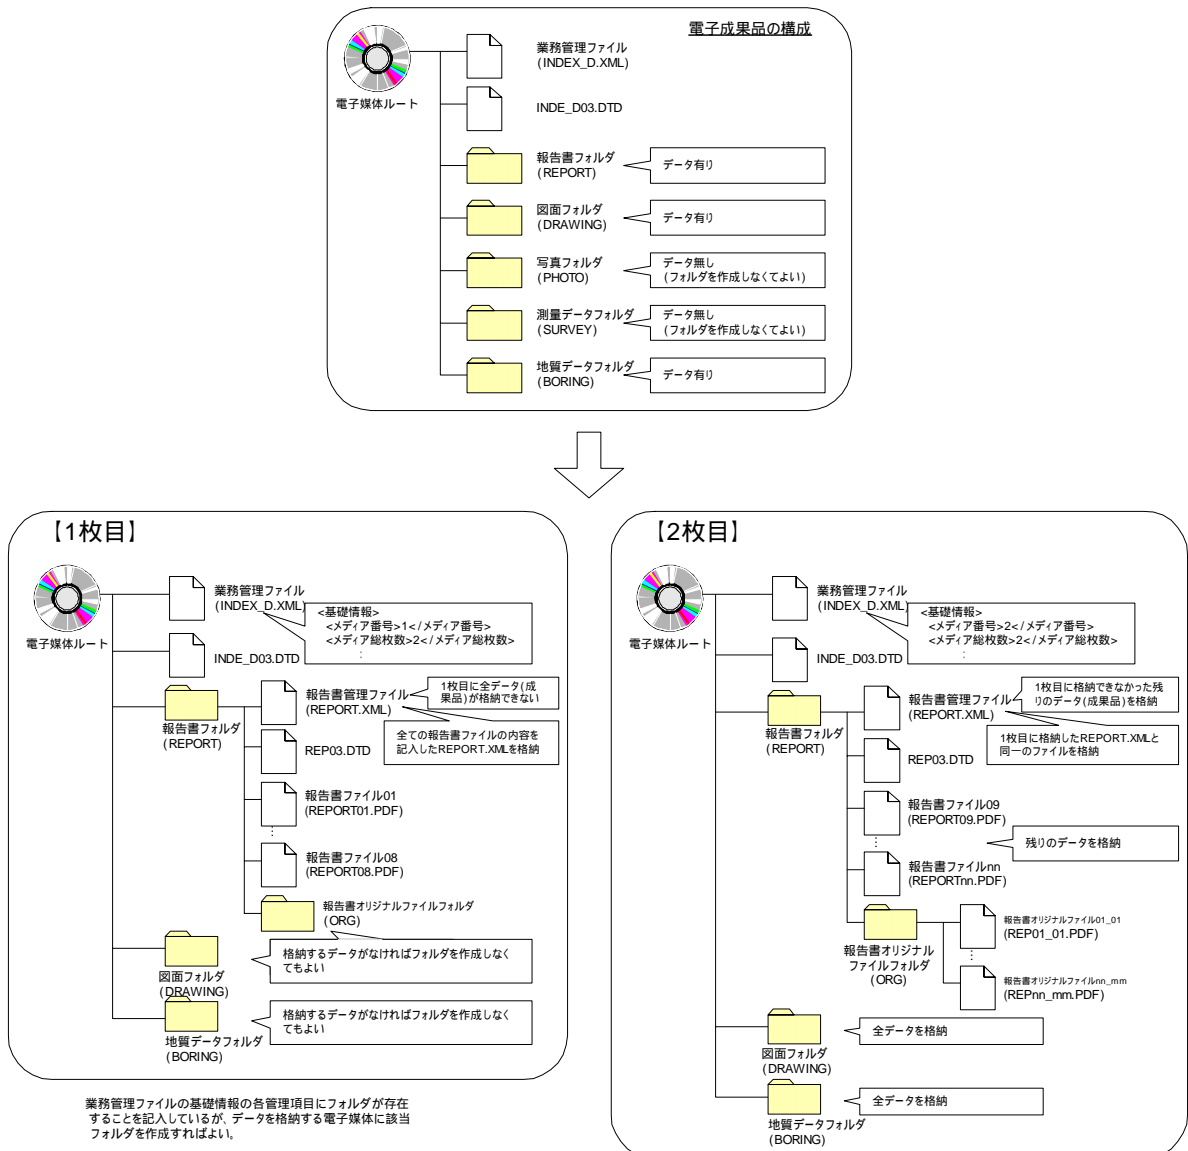 電子成果品の構成
電子媒体ルート
業務管理ファイル
(INDEX_D.XML)
INDE_D03.DTD
報告書フォルダ
(REPORT)
データ有り
図面フォルダ
(DRAWING)
データ有り
写真フォルダ
(PHOTO)
データ無し
(フォルダを作成しなくてよい)
測量データフォルダ
(SURVEY)
データ無し
(フォルダを作成しなくてよい)
地質データフォルダ
(BORING)
データ有り
【1枚目】
電子媒体ルート
業務管理ファイル
(INDEX_D.XML)
<基礎情報>
<メディア番号>1</メディア番号>
<メディア総枚数>2</メディア総枚数>
:
INDE_D03.DTD
報告書フォルダ
(REPORT)
報告書管理ファイル
(REPORT.XML)
1枚目に全データ(成
果品)が格納できない
全ての報告書ファイルの内容を
記入したREPORT.XMLを格納
REP03.DTD
報告書ファイル01
(REPORT01.PDF)
⋮
報告書ファイル08
(REPORT08.PDF)
報告書オリジナルファイルフォルダ
(ORG)
格納するデータがなければフォルダを作成しなく
てもよい
図面フォルダ
(DRAWING)
格納するデータがなければフォルダを作成しなく
てもよい
地質データフォルダ
(BORING)
業務管理ファイルの基礎情報の各管理項目にフォルダが存在
することを記入しているが、データを格納する電子媒体に該当
フォルダを作成すればよい。
【2枚目】
電子媒体ルート
業務管理ファイル
(INDEX_D.XML)
<基礎情報>
<メディア番号>2</メディア番号>
<メディア総枚数>2</メディア総枚数>
:
INDE_D03.DTD
報告書フォルダ
(REPORT)
報告書管理ファイル
(REPORT.XML)
1枚目に格納できなかった残
りのデータ(成果品)を格納
1枚目に格納したREPORT.XMLと
同一のファイルを格納
REP03.DTD
報告書ファイル09
(REPORT09.PDF)
⋮
残りのデータを格納
報告書ファイルnn
(REPORTnn.PDF)
報告書オリジナル
ファイルフォルダ
(ORG)
報告書オリジナルファイル01_01
(REP01_01.PDF)
⋮
報告書オリジナルファイルnn_mm
(REPnn_mm.PDF)
図面フォルダ
(DRAWING)
全データを格納
地質データフォルダ
(BORING)
全データを格納